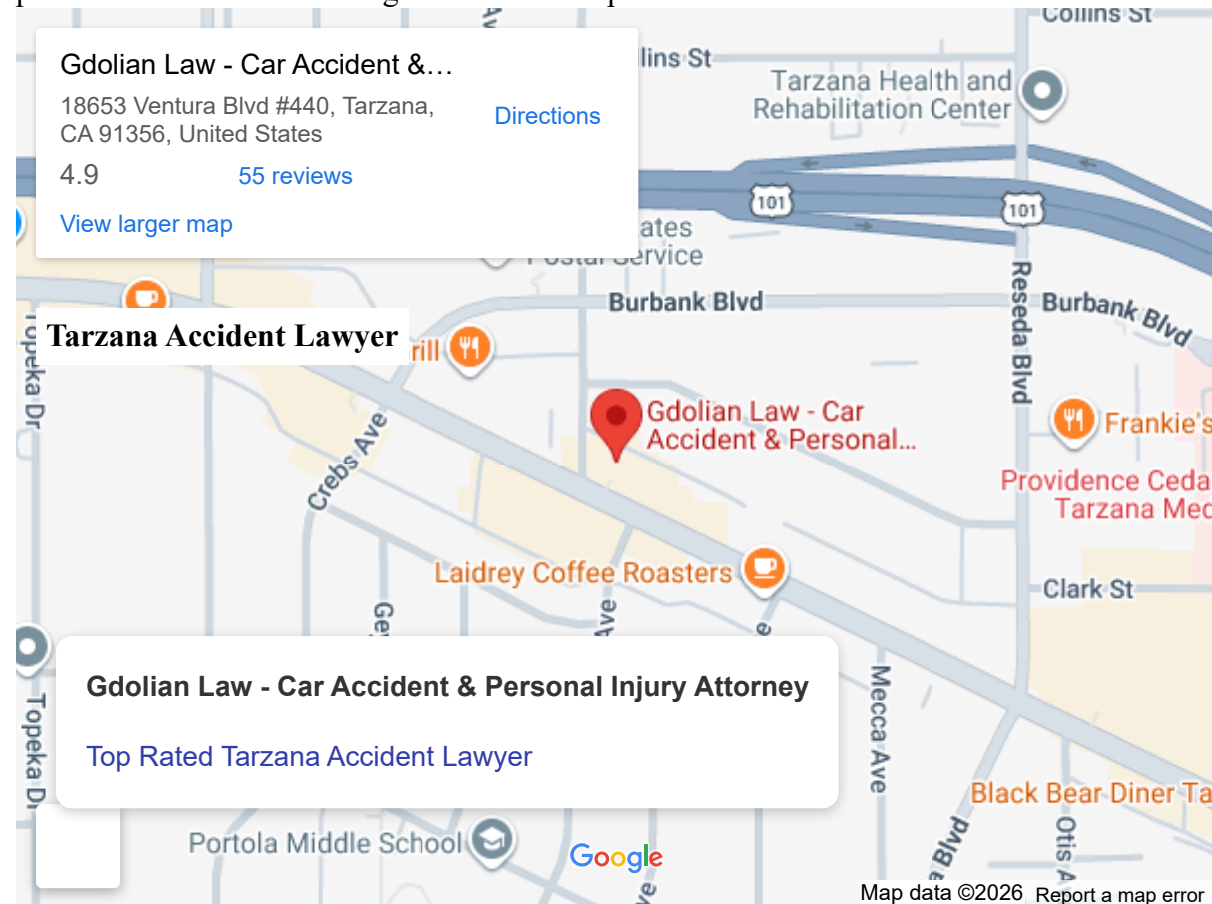 Collins St
Gdolian Law - Car Accident &…
18653 Ventura Blvd #440, Tarzana,
CA 91356, United States
Directions
4.9
55 reviews
View larger map
lins St
Tarzana Health and
Rehabilitation Center
101
101
ates
Postal Service
Burbank Blvd
Reseda Blvd
Burbank Blvd
Topeka Dr
Tarzana Accident Lawyer
rill
Gdolian Law - Car
Accident & Personal...
Frankie's
Crebs Ave
Providence Ceda
Tarzana Med
Laidrey Coffee Roasters
Clark St
Ave
Gdolian Law - Car Accident & Personal Injury Attorney
Top Rated Tarzana Accident Lawyer
Mecca Ave
Topeka Dr
Black Bear Diner Ta
Portola Middle School
Google
Blvd
Otis A
Map data ©2026
Report a map error